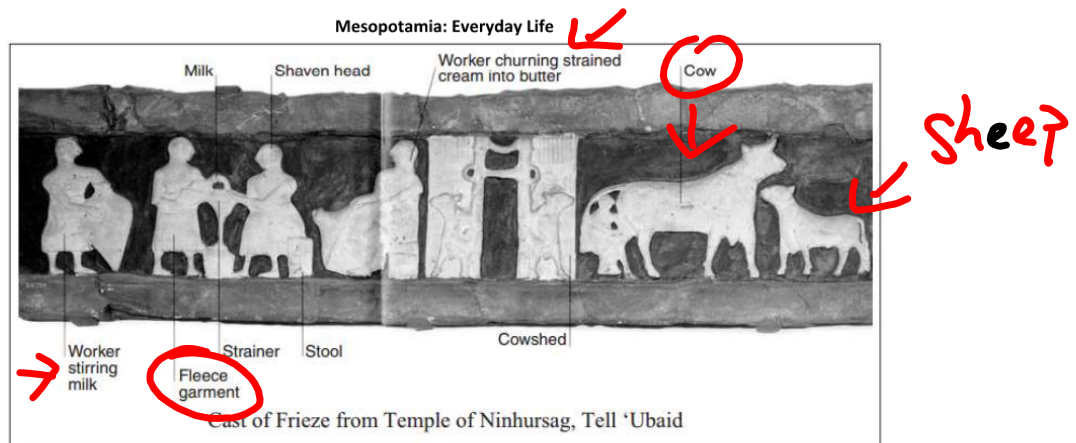 Mesopotamia: Everyday Life
Milk
Shaven head
Worker churning strained
cream into butter
Cow
sheep
Cowshed
Worker
stirring
milk
Fleece
garment
Strainer
Stool
Cast of Frieze from Temple of Ninhursag, Tell ‘Ubaid